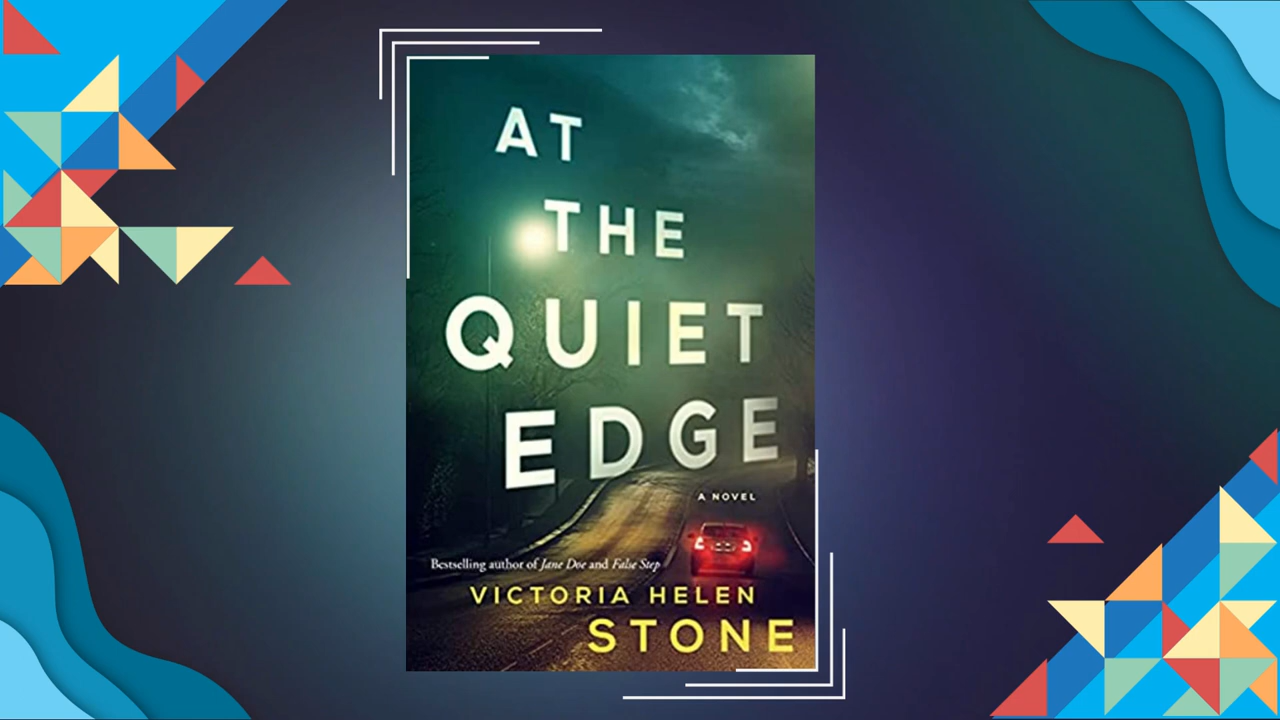 AT
THE
QUIET
EDGE
A NOVEL
Bestselling author of Jane Doe and False Step
VICTORIA HELEN
STONE